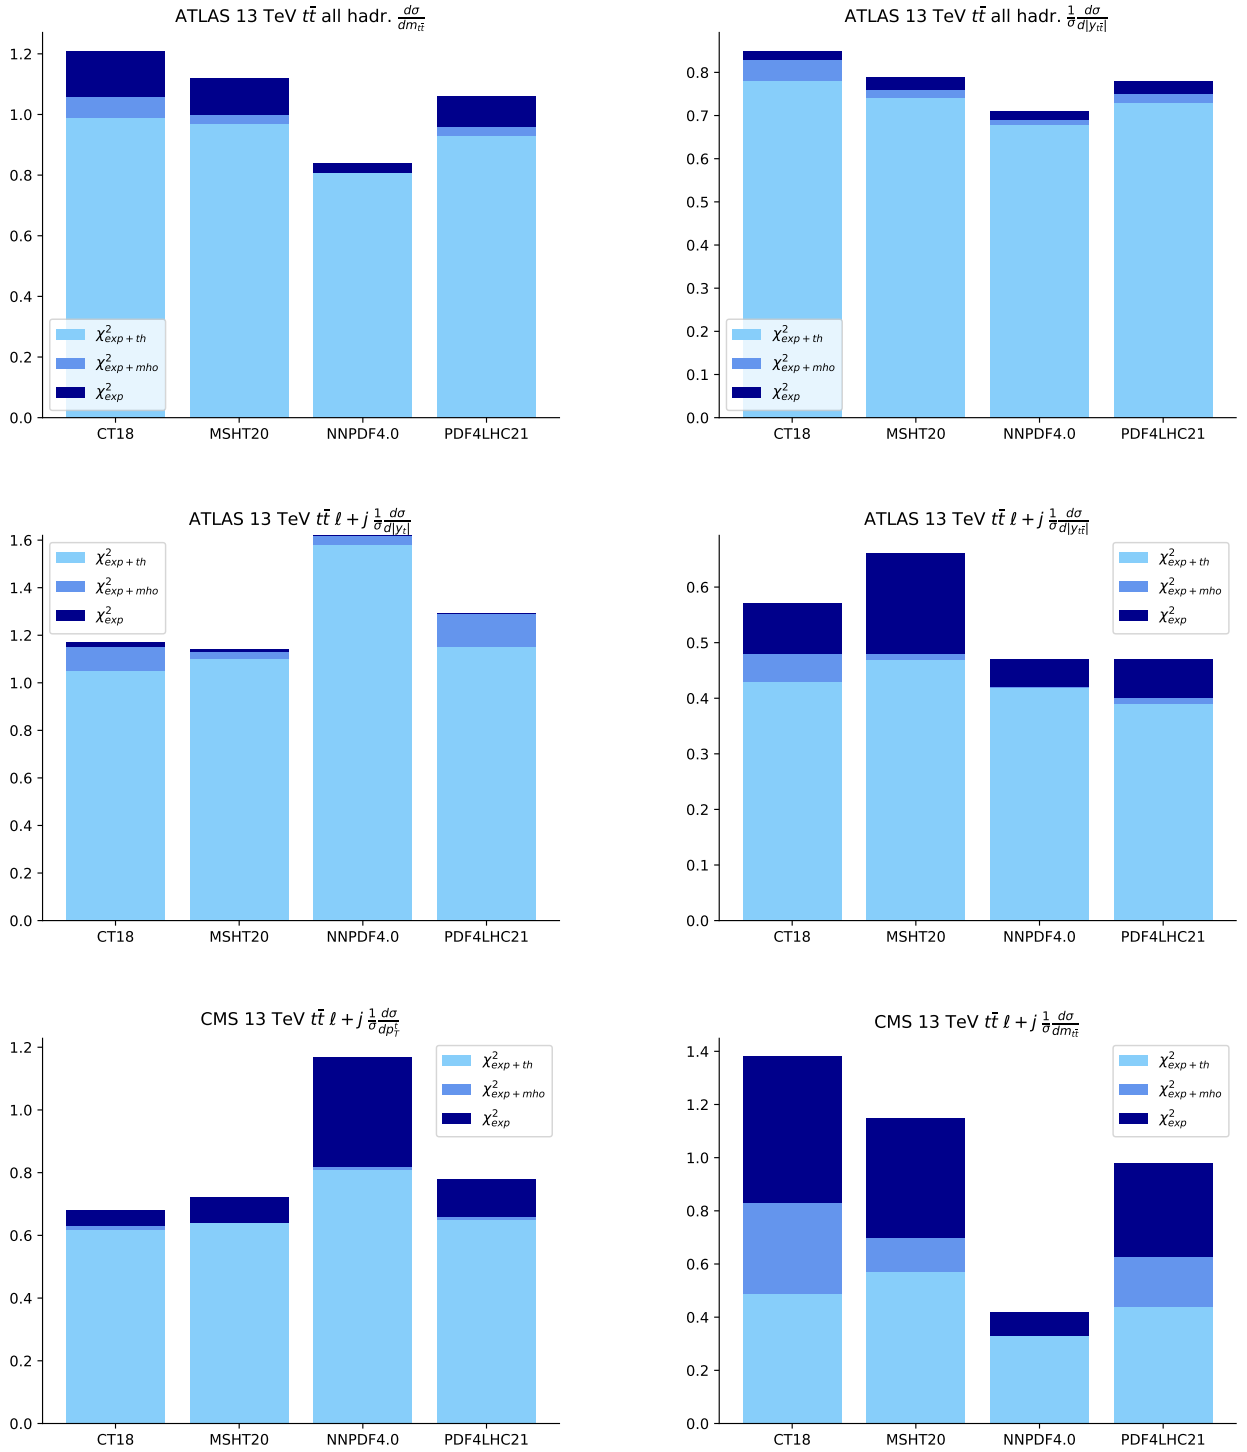 ATLAS 13 TeV tt̄ all hadr. dσ/dm_tt̄
1.2
1.0
0.8
0.6
0.4
0.2
0.0
χ²_exp+th
χ²_exp+mho
χ²_exp
CT18 MSHT20 NNPDF4.0 PDF4LHC21
ATLAS 13 TeV tt̄ all hadr. 1/σ dσ/d|y_tt̄|
0.8
0.7
0.6
0.5
0.4
0.3
0.2
0.1
0.0
χ²_exp+th
χ²_exp+mho
χ²_exp
CT18 MSHT20 NNPDF4.0 PDF4LHC21
ATLAS 13 TeV tt̄ ℓ + j 1/σ dσ/d|y_t|
1.6
1.4
1.2
1.0
0.8
0.6
0.4
0.2
0.0
χ²_exp+th
χ²_exp+mho
χ²_exp
CT18 MSHT20 NNPDF4.0 PDF4LHC21
ATLAS 13 TeV tt̄ ℓ + j 1/σ dσ/d|y_tt̄|
0.6
0.5
0.4
0.3
0.2
0.1
0.0
χ²_exp+th
χ²_exp+mho
χ²_exp
CT18 MSHT20 NNPDF4.0 PDF4LHC21
CMS 13 TeV tt̄ ℓ + j 1/σ dσ/dp_T^t
1.2
1.0
0.8
0.6
0.4
0.2
0.0
χ²_exp+th
χ²_exp+mho
χ²_exp
CT18 MSHT20 NNPDF4.0 PDF4LHC21
CMS 13 TeV tt̄ ℓ + j 1/σ dσ/dm_tt̄
1.4
1.2
1.0
0.8
0.6
0.4
0.2
0.0
χ²_exp+th
χ²_exp+mho
χ²_exp
CT18 MSHT20 NNPDF4.0 PDF4LHC21